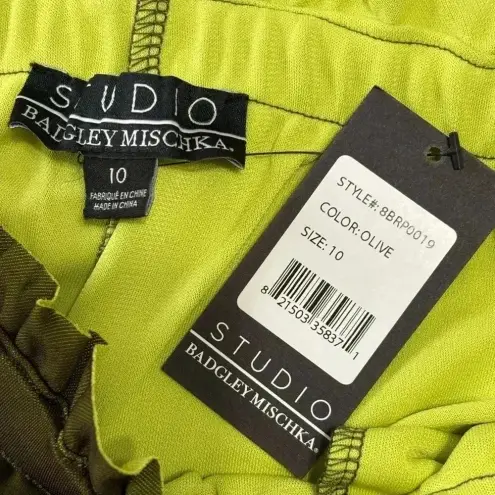 STUDIO
BADGLEY MISCHKA®
10
FABRIQUÉ EN CHINE
MADE IN CHINA
STYLE#: 8BRP0019
COLOR: OLIVE
SIZE: 10
8 21503 35837 1
STUDIO
BADGLEY MISCHKA®